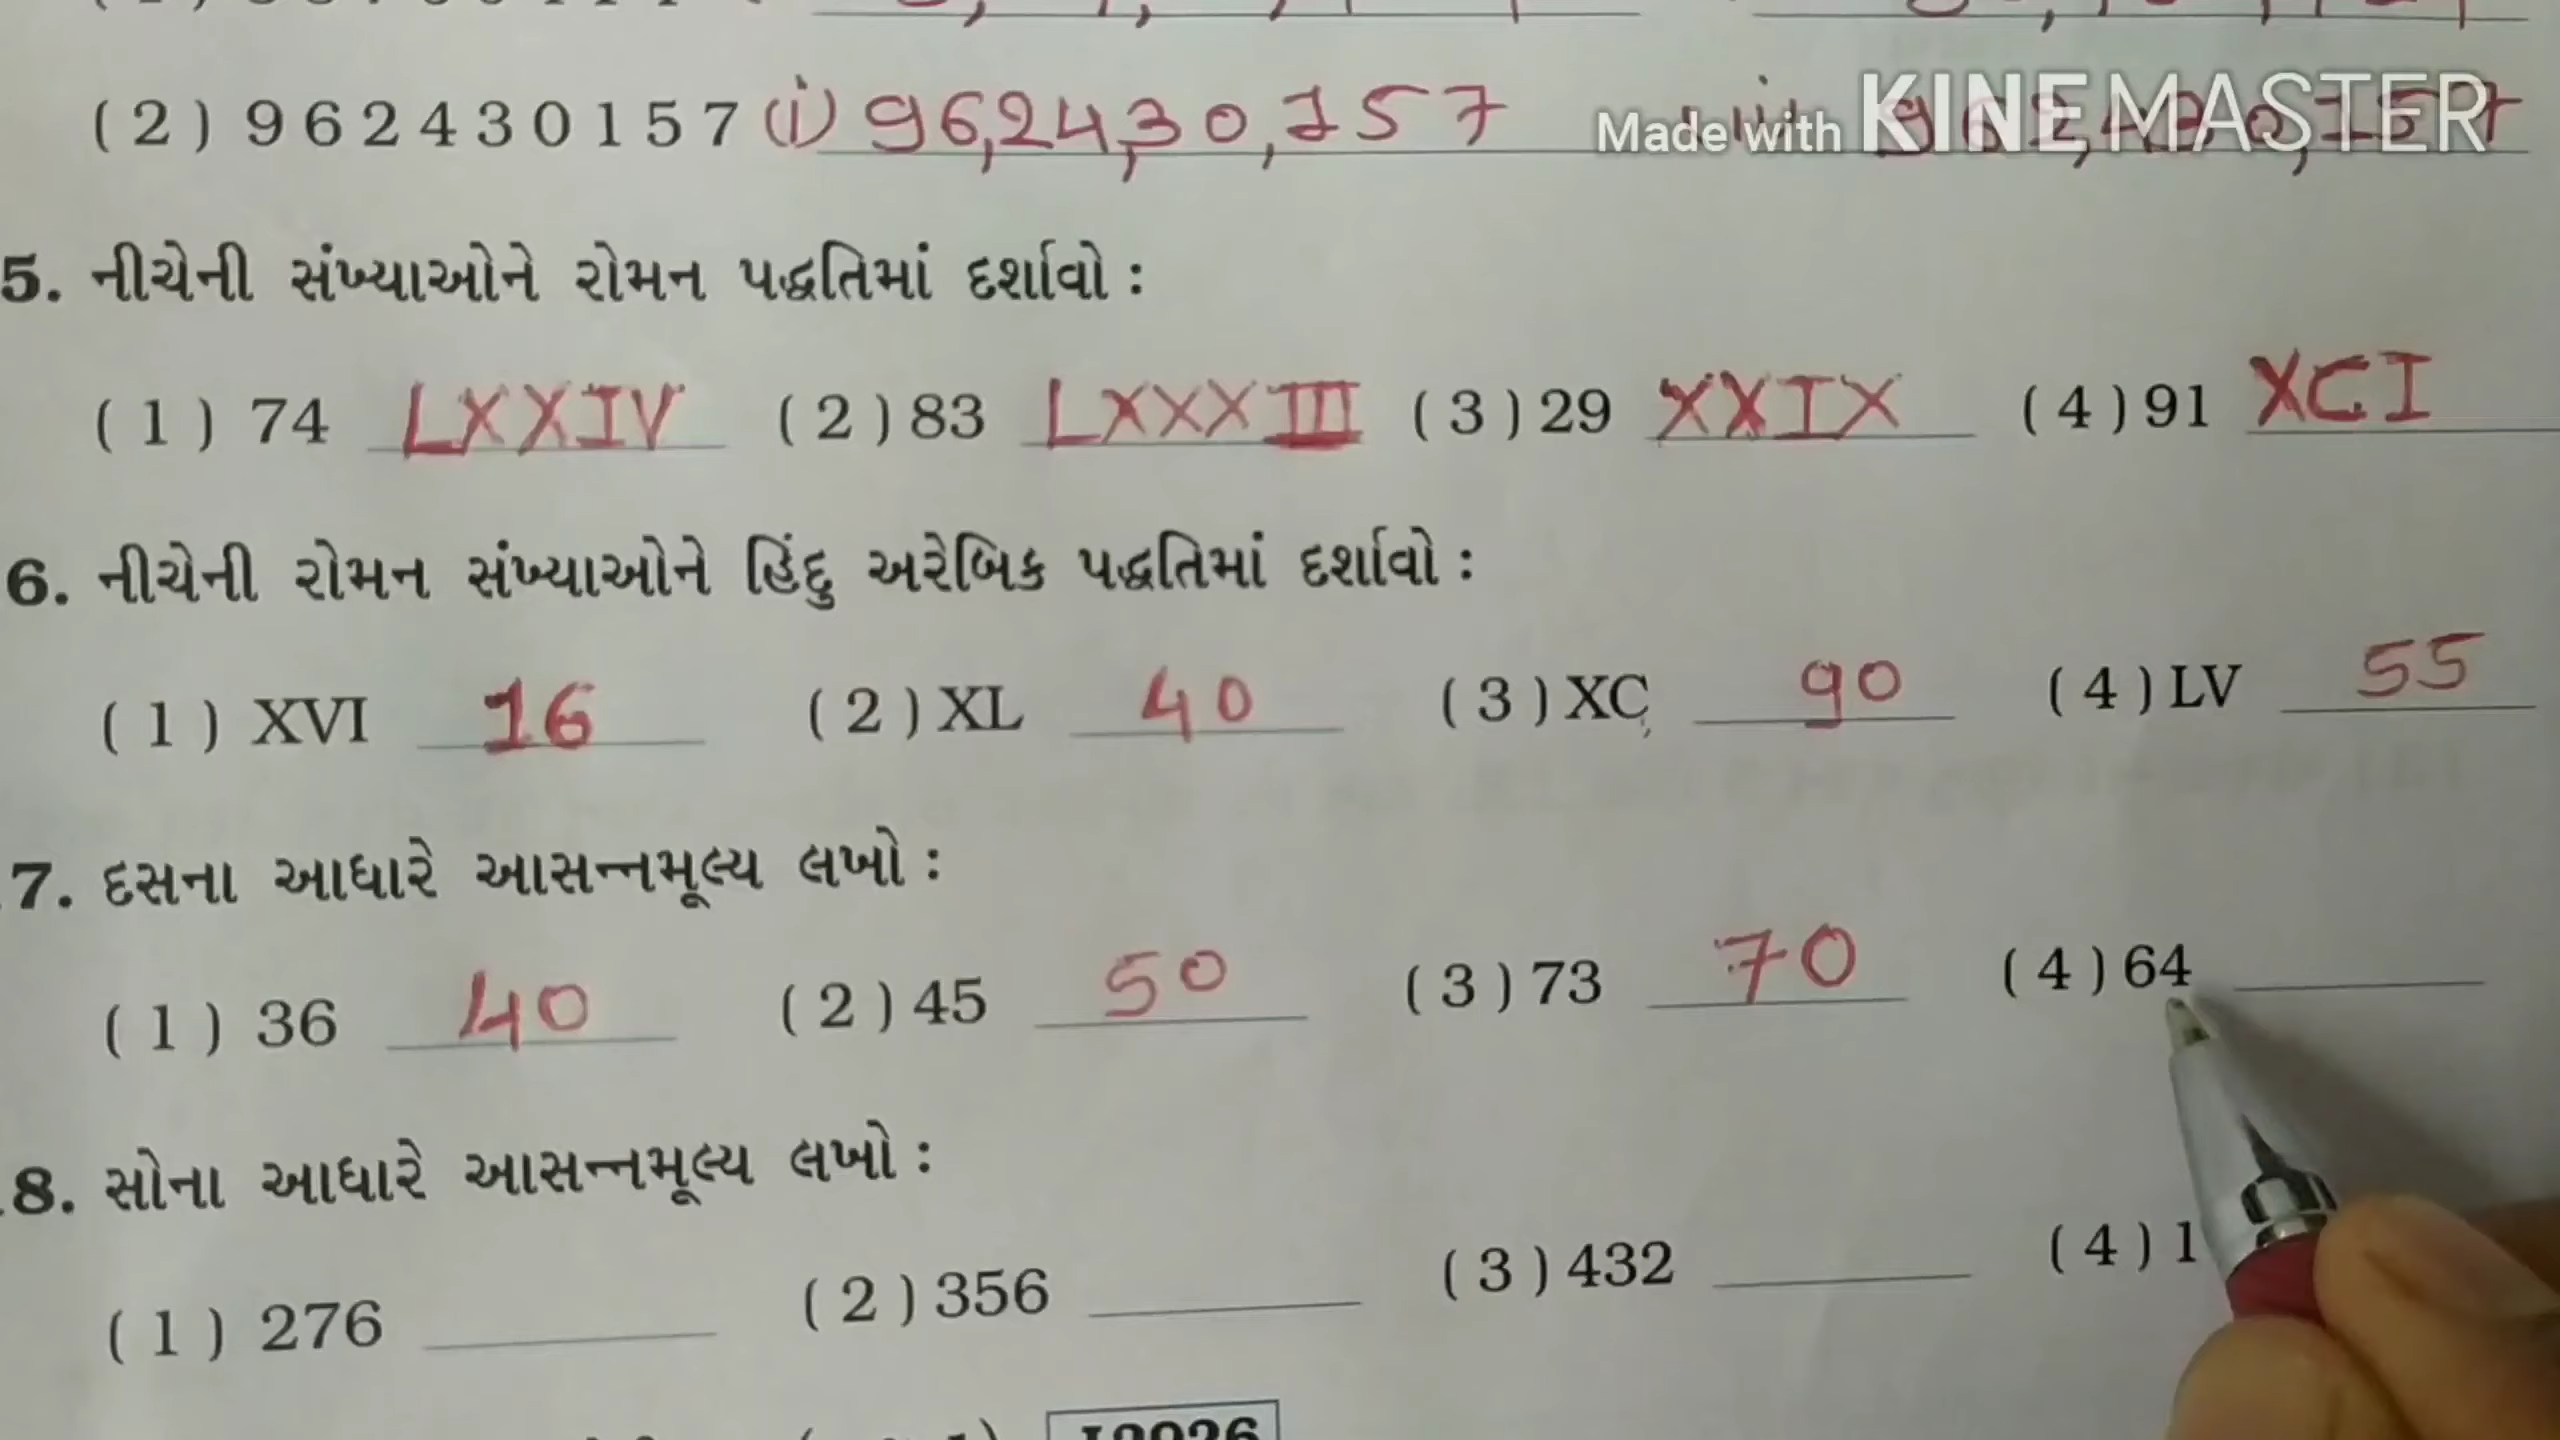 (2) 962430157 (i) 96,24,30,157
Made with KINEMASTER
5. નીચેની સંખ્યાઓને રોમન પદ્ધતિમાં દર્શાવો :
(1) 74 LXXIV (2) 83 LXXXIII (3) 29 XXIX (4) 91 XCI
6. નીચેની રોમન સંખ્યાઓને હિંદુ અરેબિક પદ્ધતિમાં દર્શાવો :
(1) XVI 16 (2) XL 40 (3) XC 90 (4) LV 55
7. દસના આધારે આસન્નમૂલ્ય લખો :
(1) 36 40 (2) 45 50 (3) 73 70 (4) 64
8. સોના આધારે આસન્નમૂલ્ય લખો :
(1) 276 (2) 356 (3) 432 (4) 1